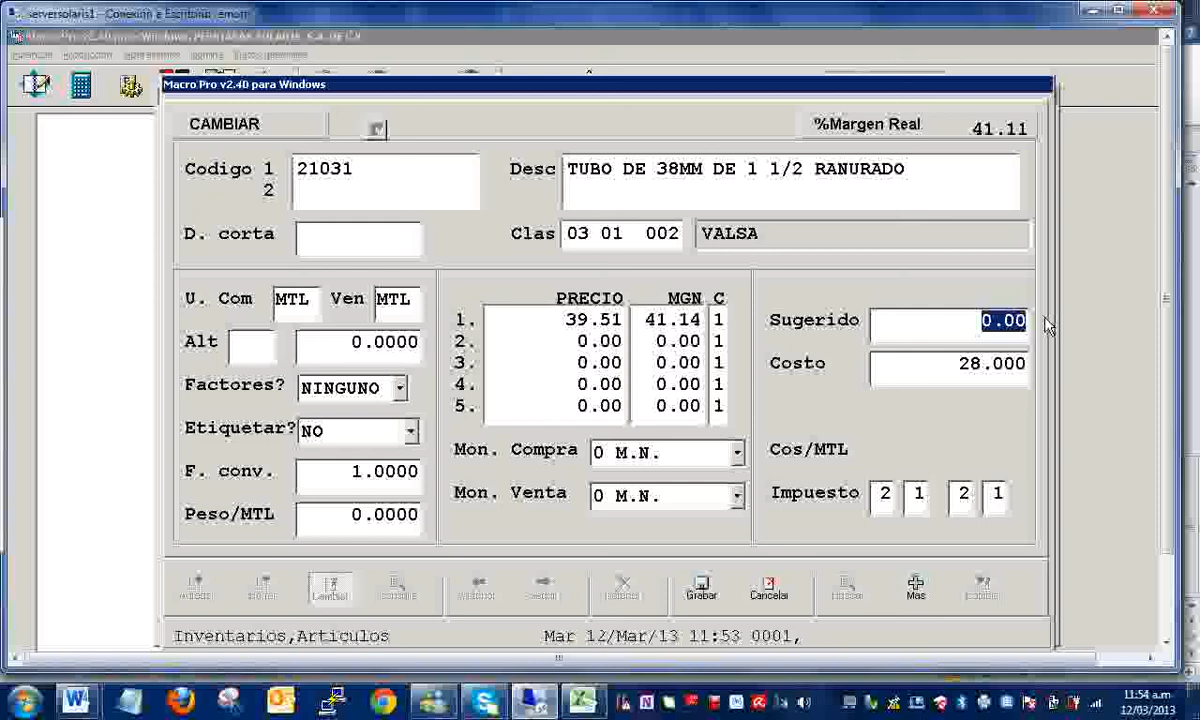 serversolaris1 - Conexión a Escritorio remoto
Macro Pro v2.40 para Windows
CAMBIAR
%Margen Real 41.11
Codigo 1 21031 Desc TUBO DE 38MM DE 1 1/2 RANURADO
2
D. corta Clas 03 01 002 VALSA
U. Com MTL Ven MTL PRECIO MGN C
1. 39.51 41.14 1 Sugerido 0.00
Alt 0.0000 2. 0.00 0.00 1
3. 0.00 0.00 1 Costo 28.000
Factores? NINGUNO 4. 0.00 0.00 1
5. 0.00 0.00 1
Etiquetar? NO
Mon. Compra 0 M.N. Cos/MTL
F. conv. 1.0000
Mon. Venta 0 M.N. Impuesto 2 1 2 1
Peso/MTL 0.0000
Cambiar Grabar Cancelar Mas
Inventarios,Articulos Mar 12/Mar/13 11:53 0001,
11:54 a.m.
12/03/2013